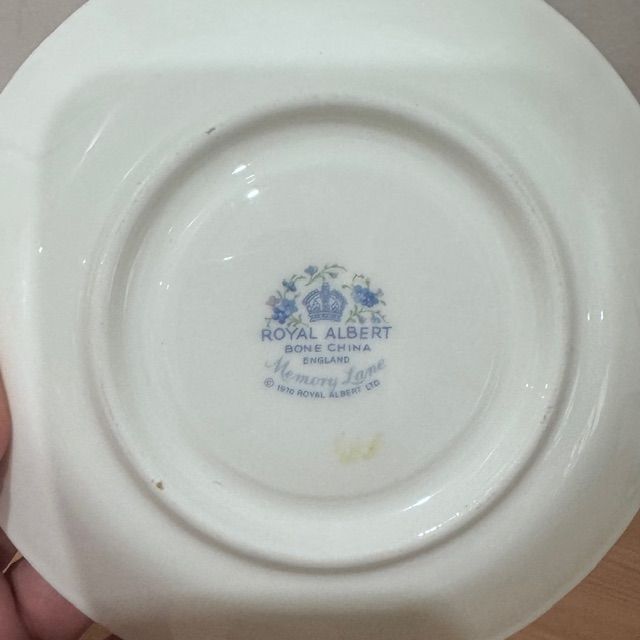 ROYAL ALBERT
BONE CHINA
ENGLAND
Memory Lane
© 1970 ROYAL ALBERT LTD